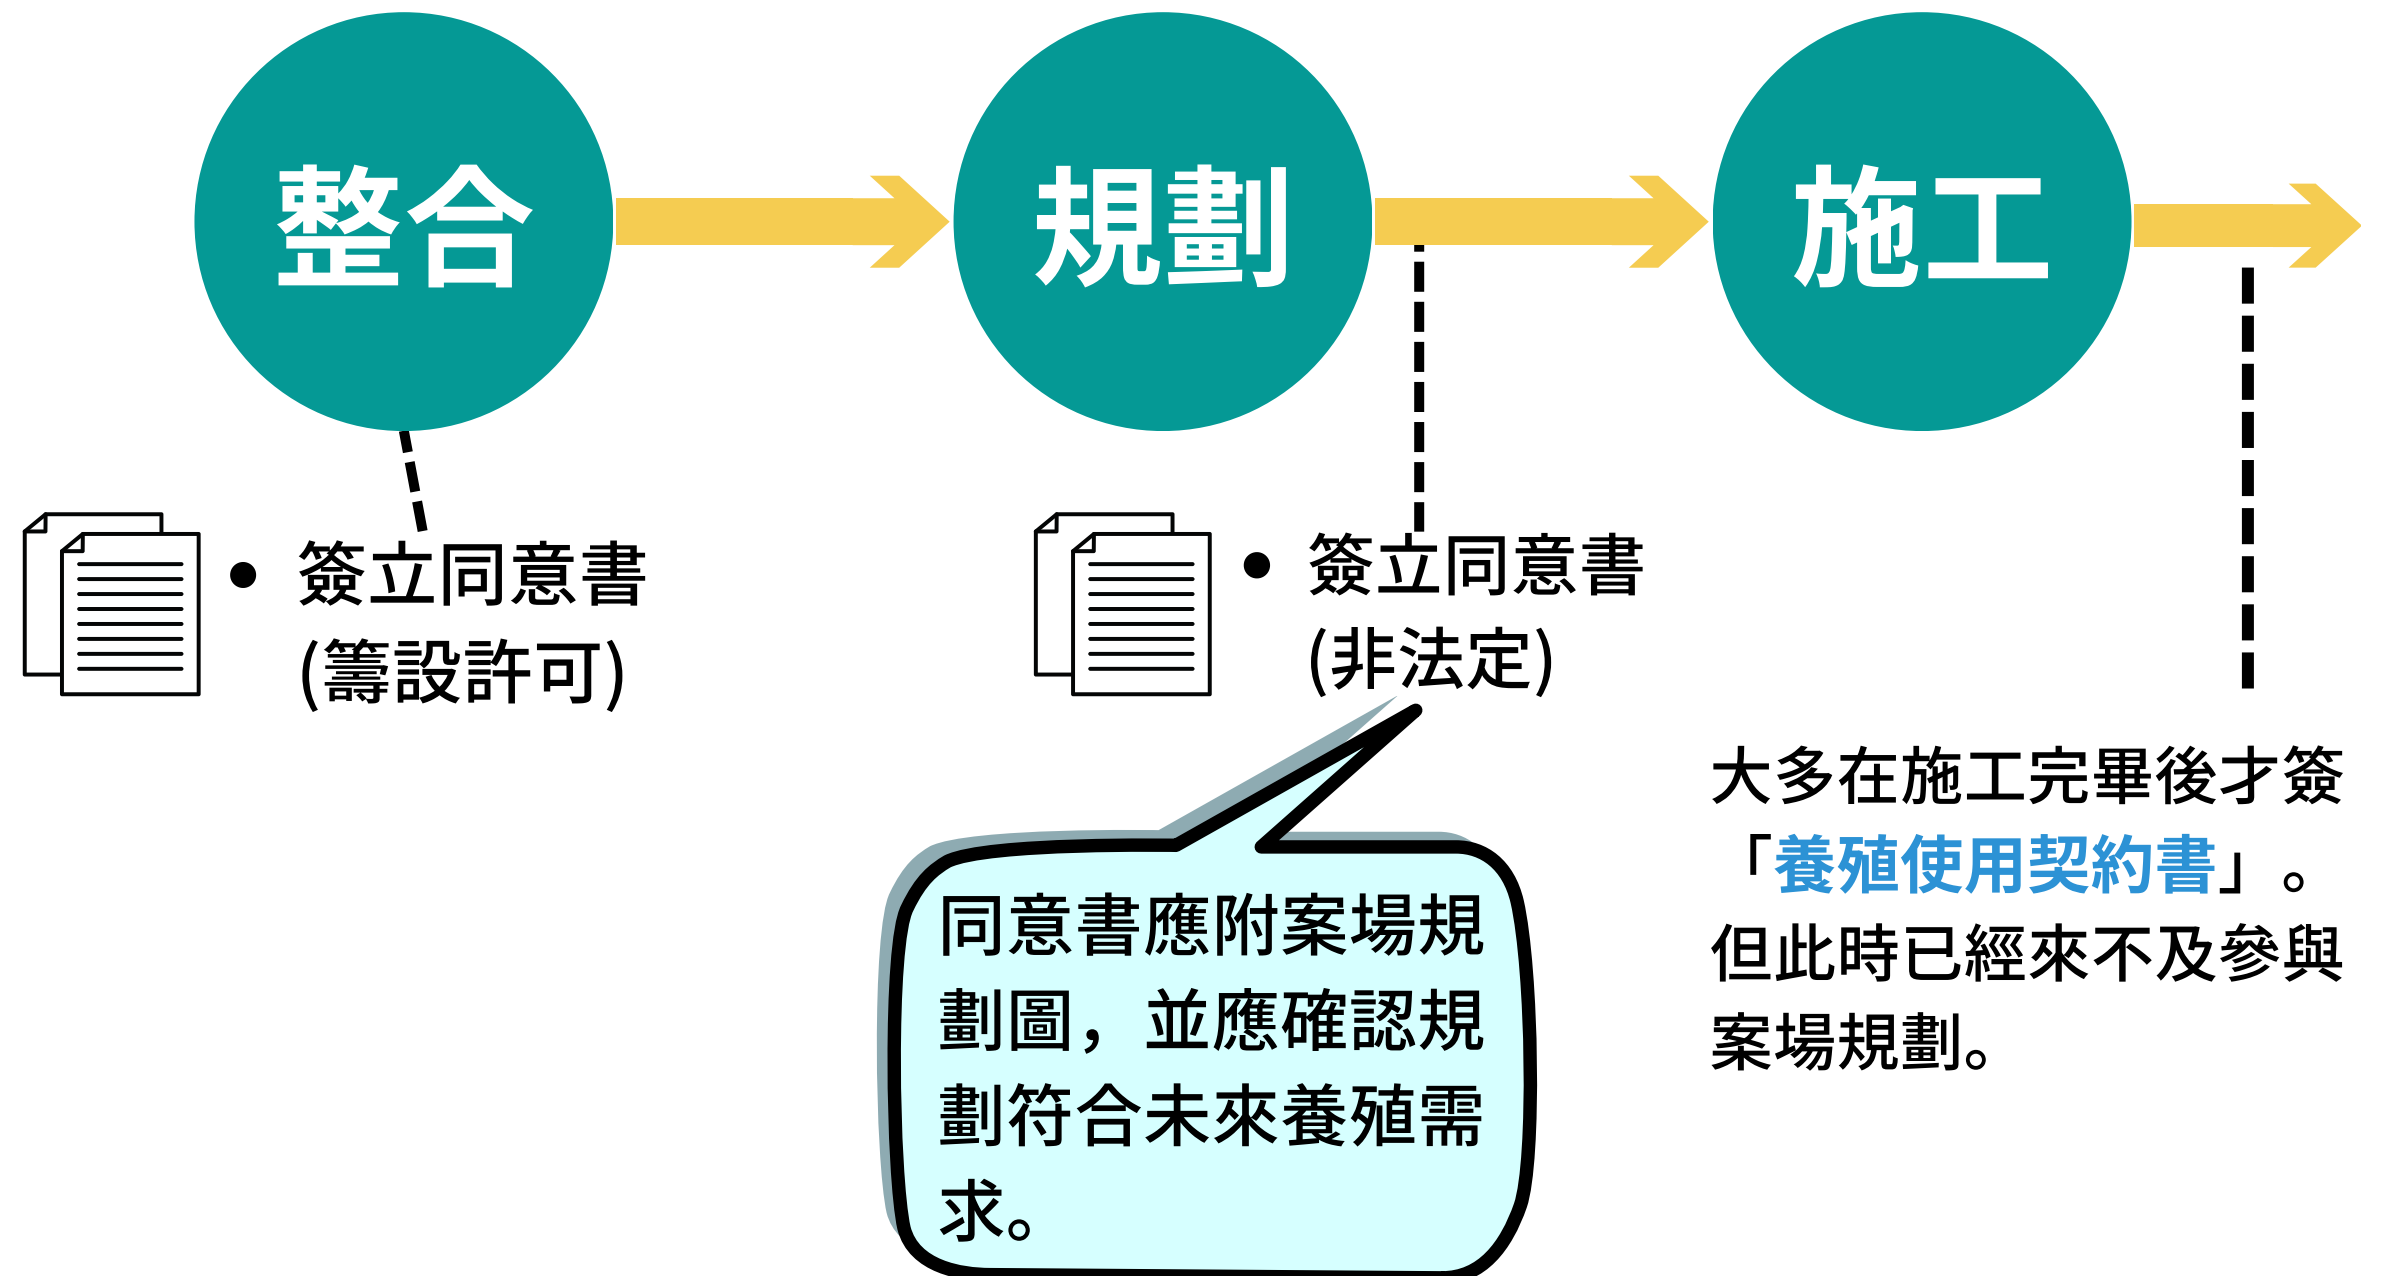 整合
規劃
施工
• 簽立同意書
(籌設許可)
• 簽立同意書
(非法定)
同意書應附案場規
劃圖，並應確認規
劃符合未來養殖需
求。
大多在施工完畢後才簽
「養殖使用契約書」。
但此時已經來不及參與
案場規劃。